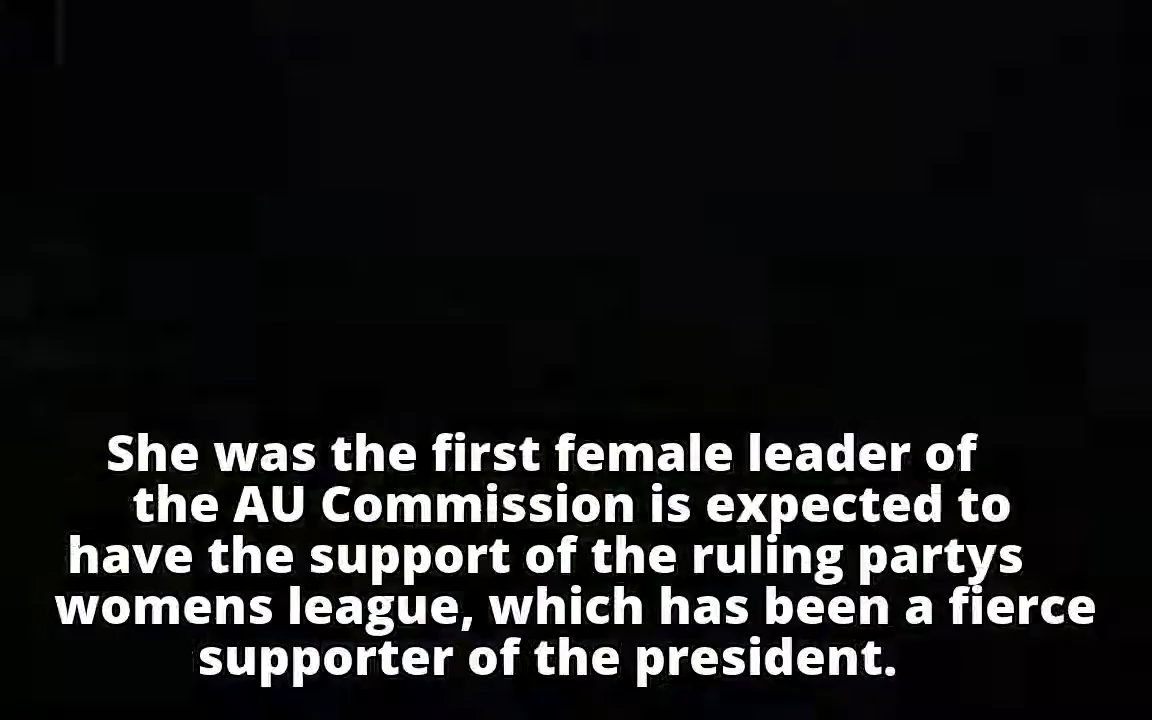 She was the first female leader of
the AU Commission is expected to
have the support of the ruling partys
womens league, which has been a fierce
supporter of the president.